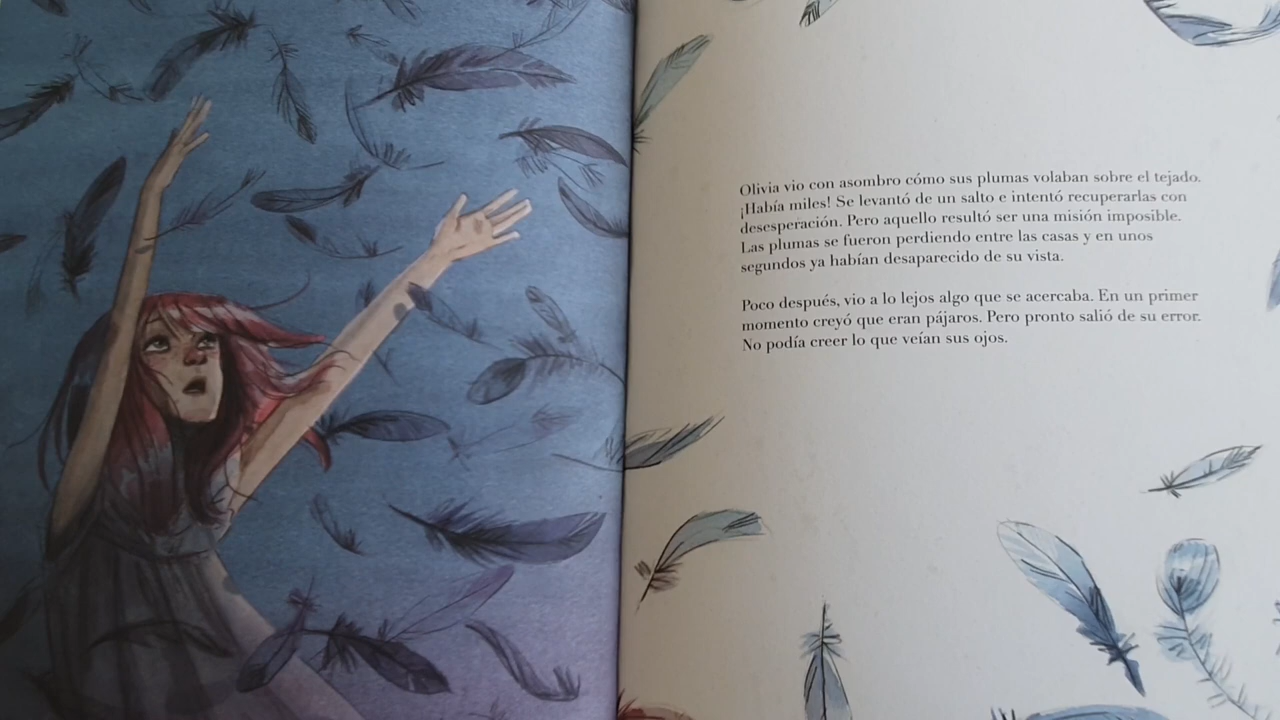 Olivia vio con asombro cómo sus plumas volaban sobre el tejado.
¡Había miles! Se levantó de un salto e intentó recuperarlas con
desesperación. Pero aquello resultó ser una misión imposible.
Las plumas se fueron perdiendo entre las casas y en unos
segundos ya habían desaparecido de su vista.
Poco después, vio a lo lejos algo que se acercaba. En un primer
momento creyó que eran pájaros. Pero pronto salió de su error.
No podía creer lo que veían sus ojos.